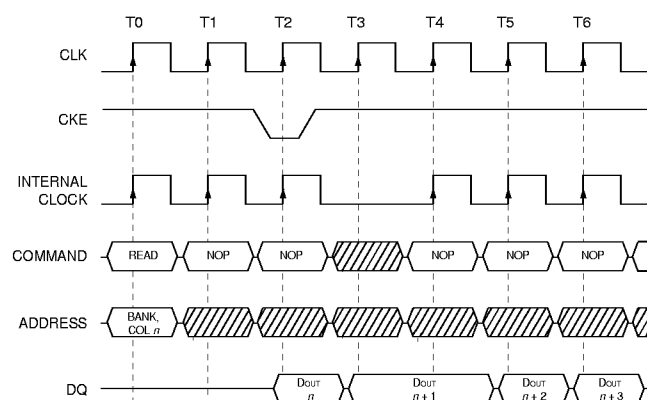 T0 T1 T2 T3 T4 T5 T6
CLK
CKE
INTERNAL
CLOCK
COMMAND READ NOP NOP NOP NOP NOP
ADDRESS BANK,
COL n
DQ DOUT DOUT DOUT DOUT
n n + 1 n + 2 n + 3